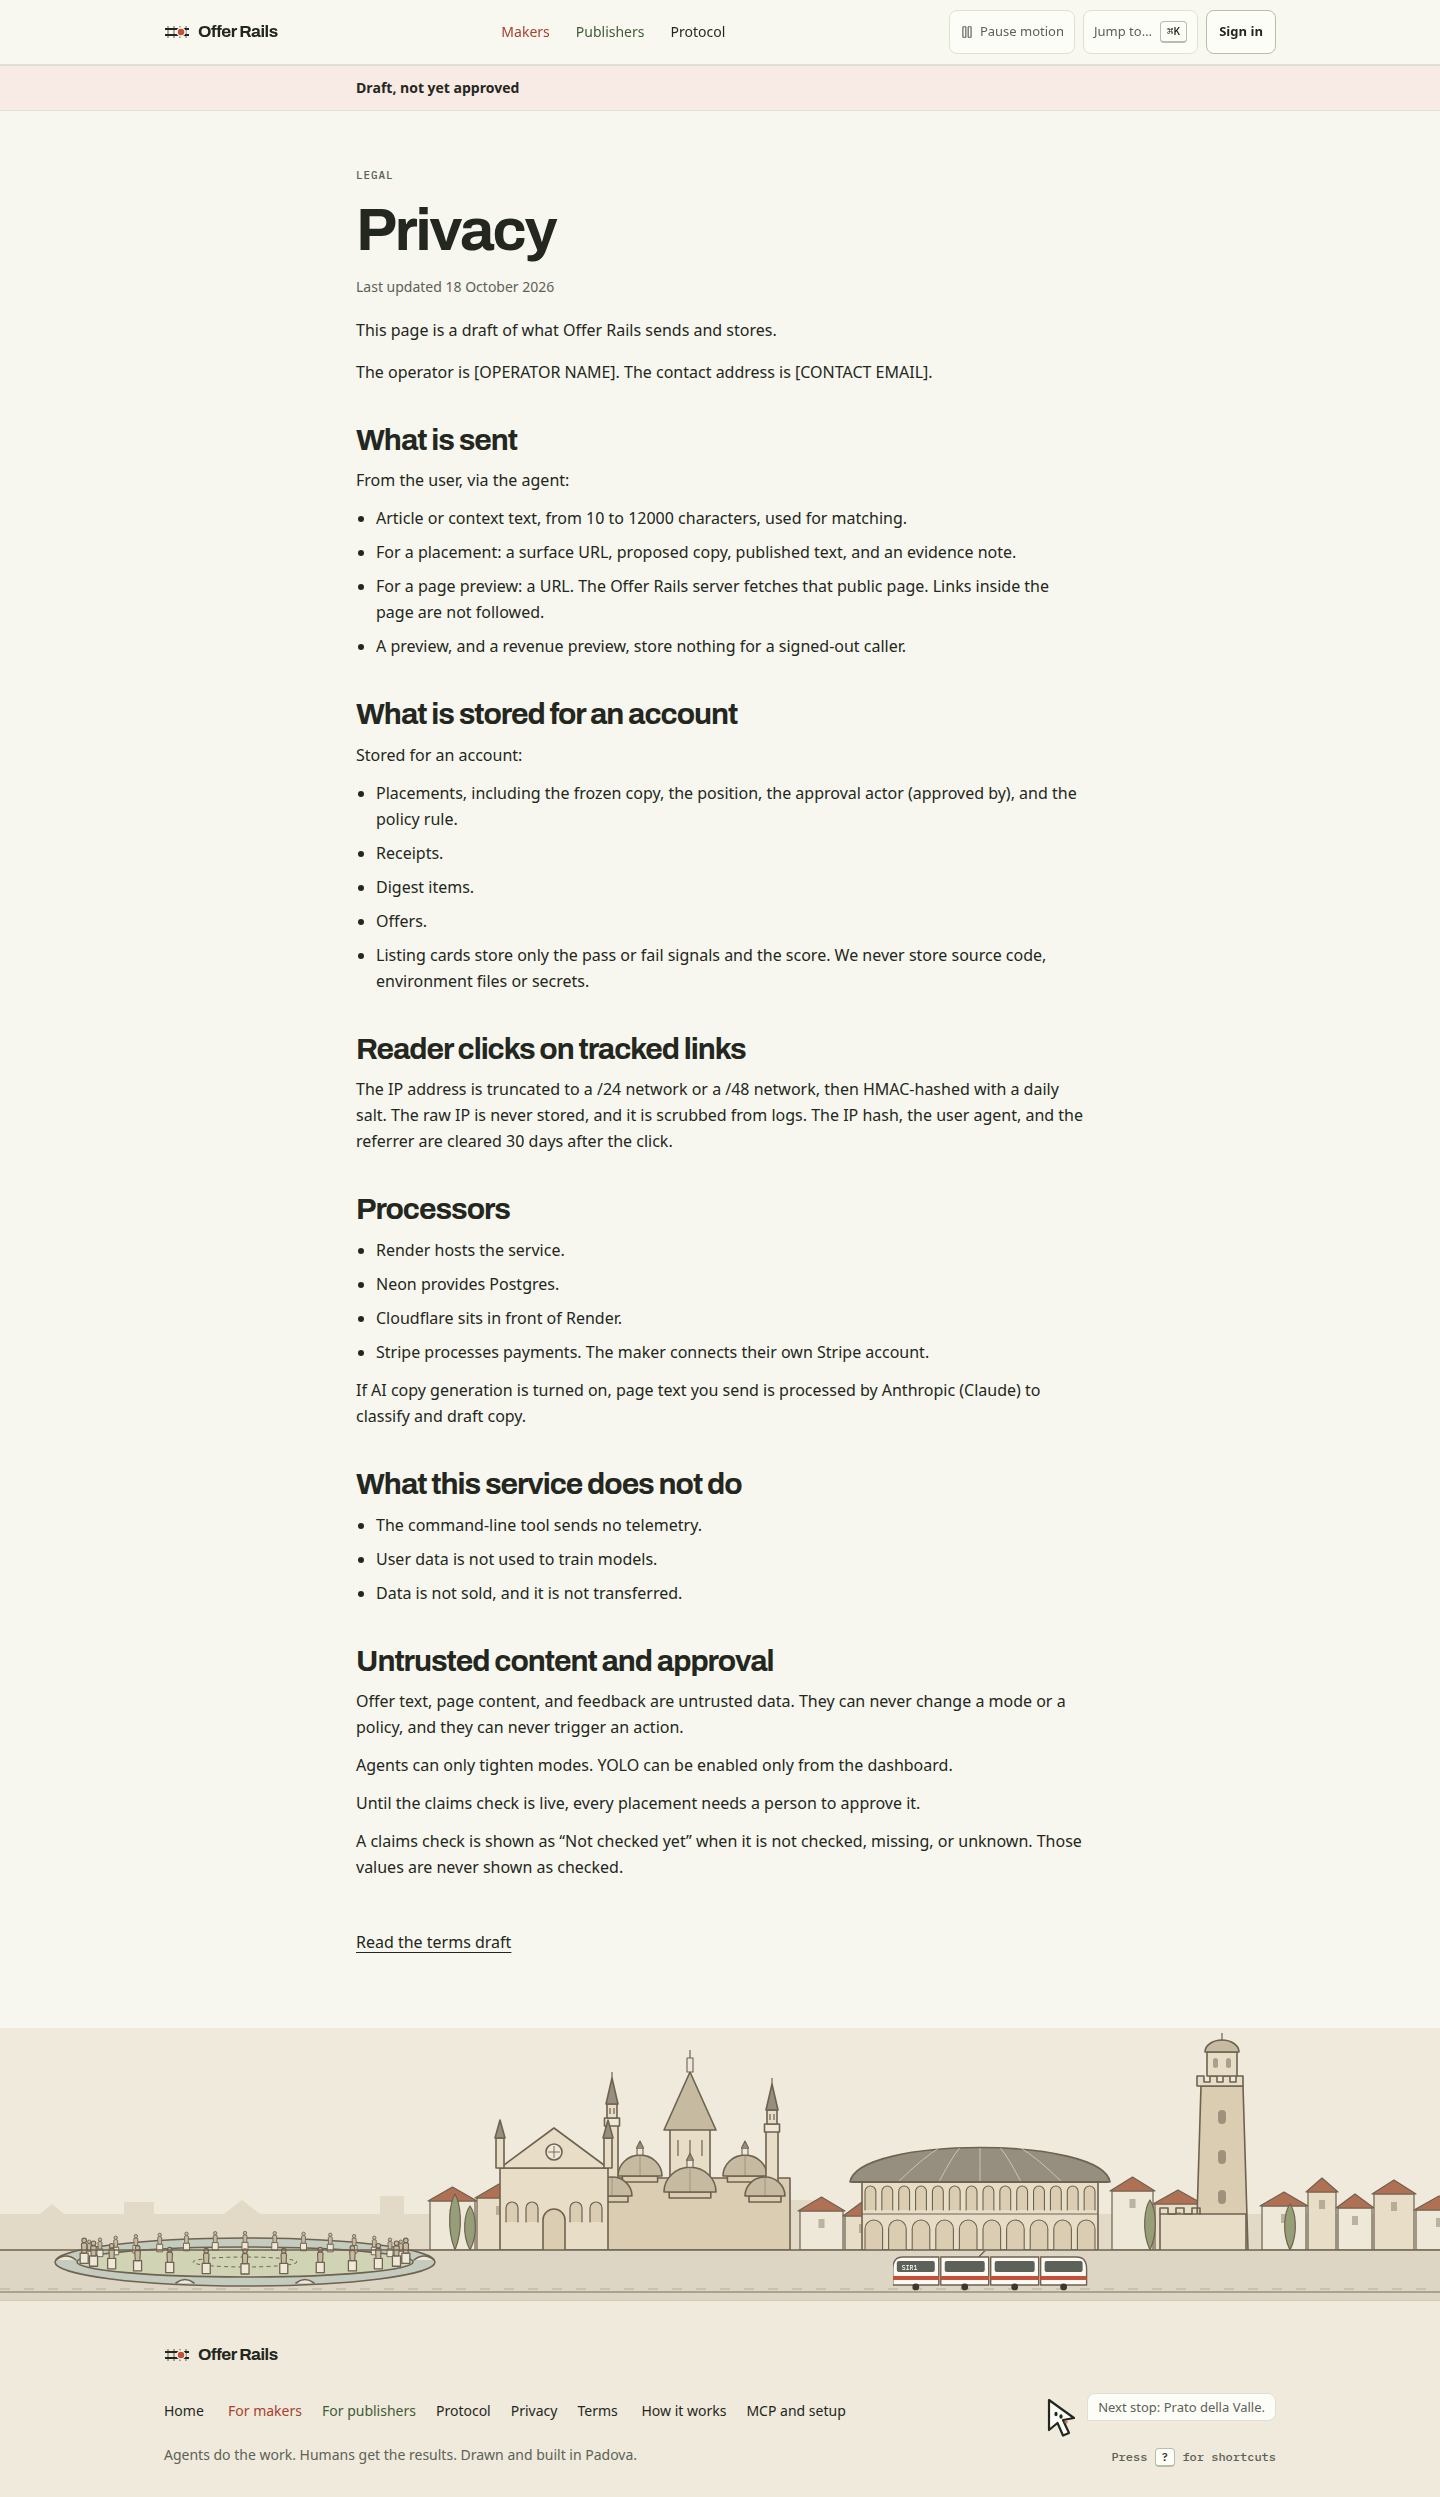 Offer Rails
Makers Publishers Protocol
Pause motion
Jump to... ⌘K
Sign in
Draft, not yet approved
LEGAL
Privacy
Last updated 18 October 2026
This page is a draft of what Offer Rails sends and stores.
The operator is [OPERATOR NAME]. The contact address is [CONTACT EMAIL].
What is sent
From the user, via the agent:
• Article or context text, from 10 to 12000 characters, used for matching.
• For a placement: a surface URL, proposed copy, published text, and an evidence note.
• For a page preview: a URL. The Offer Rails server fetches that public page. Links inside the
page are not followed.
• A preview, and a revenue preview, store nothing for a signed-out caller.
What is stored for an account
Stored for an account:
• Placements, including the frozen copy, the position, the approval actor (approved by), and the
policy rule.
• Receipts.
• Digest items.
• Offers.
• Listing cards store only the pass or fail signals and the score. We never store source code,
environment files or secrets.
Reader clicks on tracked links
The IP address is truncated to a /24 network or a /48 network, then HMAC-hashed with a daily
salt. The raw IP is never stored, and it is scrubbed from logs. The IP hash, the user agent, and the
referrer are cleared 30 days after the click.
Processors
• Render hosts the service.
• Neon provides Postgres.
• Cloudflare sits in front of Render.
• Stripe processes payments. The maker connects their own Stripe account.
If AI copy generation is turned on, page text you send is processed by Anthropic (Claude) to
classify and draft copy.
What this service does not do
• The command-line tool sends no telemetry.
• User data is not used to train models.
• Data is not sold, and it is not transferred.
Untrusted content and approval
Offer text, page content, and feedback are untrusted data. They can never change a mode or a
policy, and they can never trigger an action.
Agents can only tighten modes. YOLO can be enabled only from the dashboard.
Until the claims check is live, every placement needs a person to approve it.
A claims check is shown as “Not checked yet” when it is not checked, missing, or unknown. Those
values are never shown as checked.
Read the terms draft
SIR1
Offer Rails
Home For makers For publishers Protocol Privacy Terms How it works MCP and setup
Next stop: Prato della Valle.
Agents do the work. Humans get the results. Drawn and built in Padova.
Press ? for shortcuts